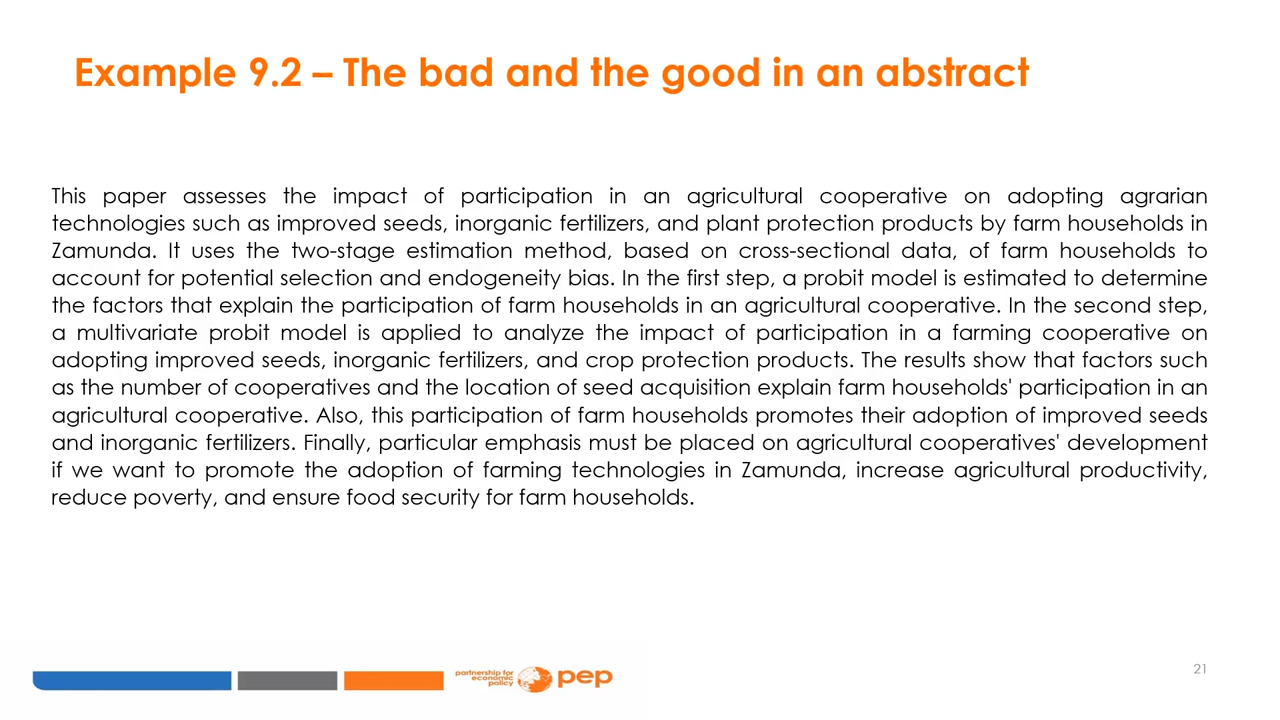 Example 9.2 – The bad and the good in an abstract
This paper assesses the impact of participation in an agricultural cooperative on adopting agrarian
technologies such as improved seeds, inorganic fertilizers, and plant protection products by farm households in
Zamunda. It uses the two-stage estimation method, based on cross-sectional data, of farm households to
account for potential selection and endogeneity bias. In the first step, a probit model is estimated to determine
the factors that explain the participation of farm households in an agricultural cooperative. In the second step,
a multivariate probit model is applied to analyze the impact of participation in a farming cooperative on
adopting improved seeds, inorganic fertilizers, and crop protection products. The results show that factors such
as the number of cooperatives and the location of seed acquisition explain farm households' participation in an
agricultural cooperative. Also, this participation of farm households promotes their adoption of improved seeds
and inorganic fertilizers. Finally, particular emphasis must be placed on agricultural cooperatives' development
if we want to promote the adoption of farming technologies in Zamunda, increase agricultural productivity,
reduce poverty, and ensure food security for farm households.
partnership for
economic
policy
pep
21